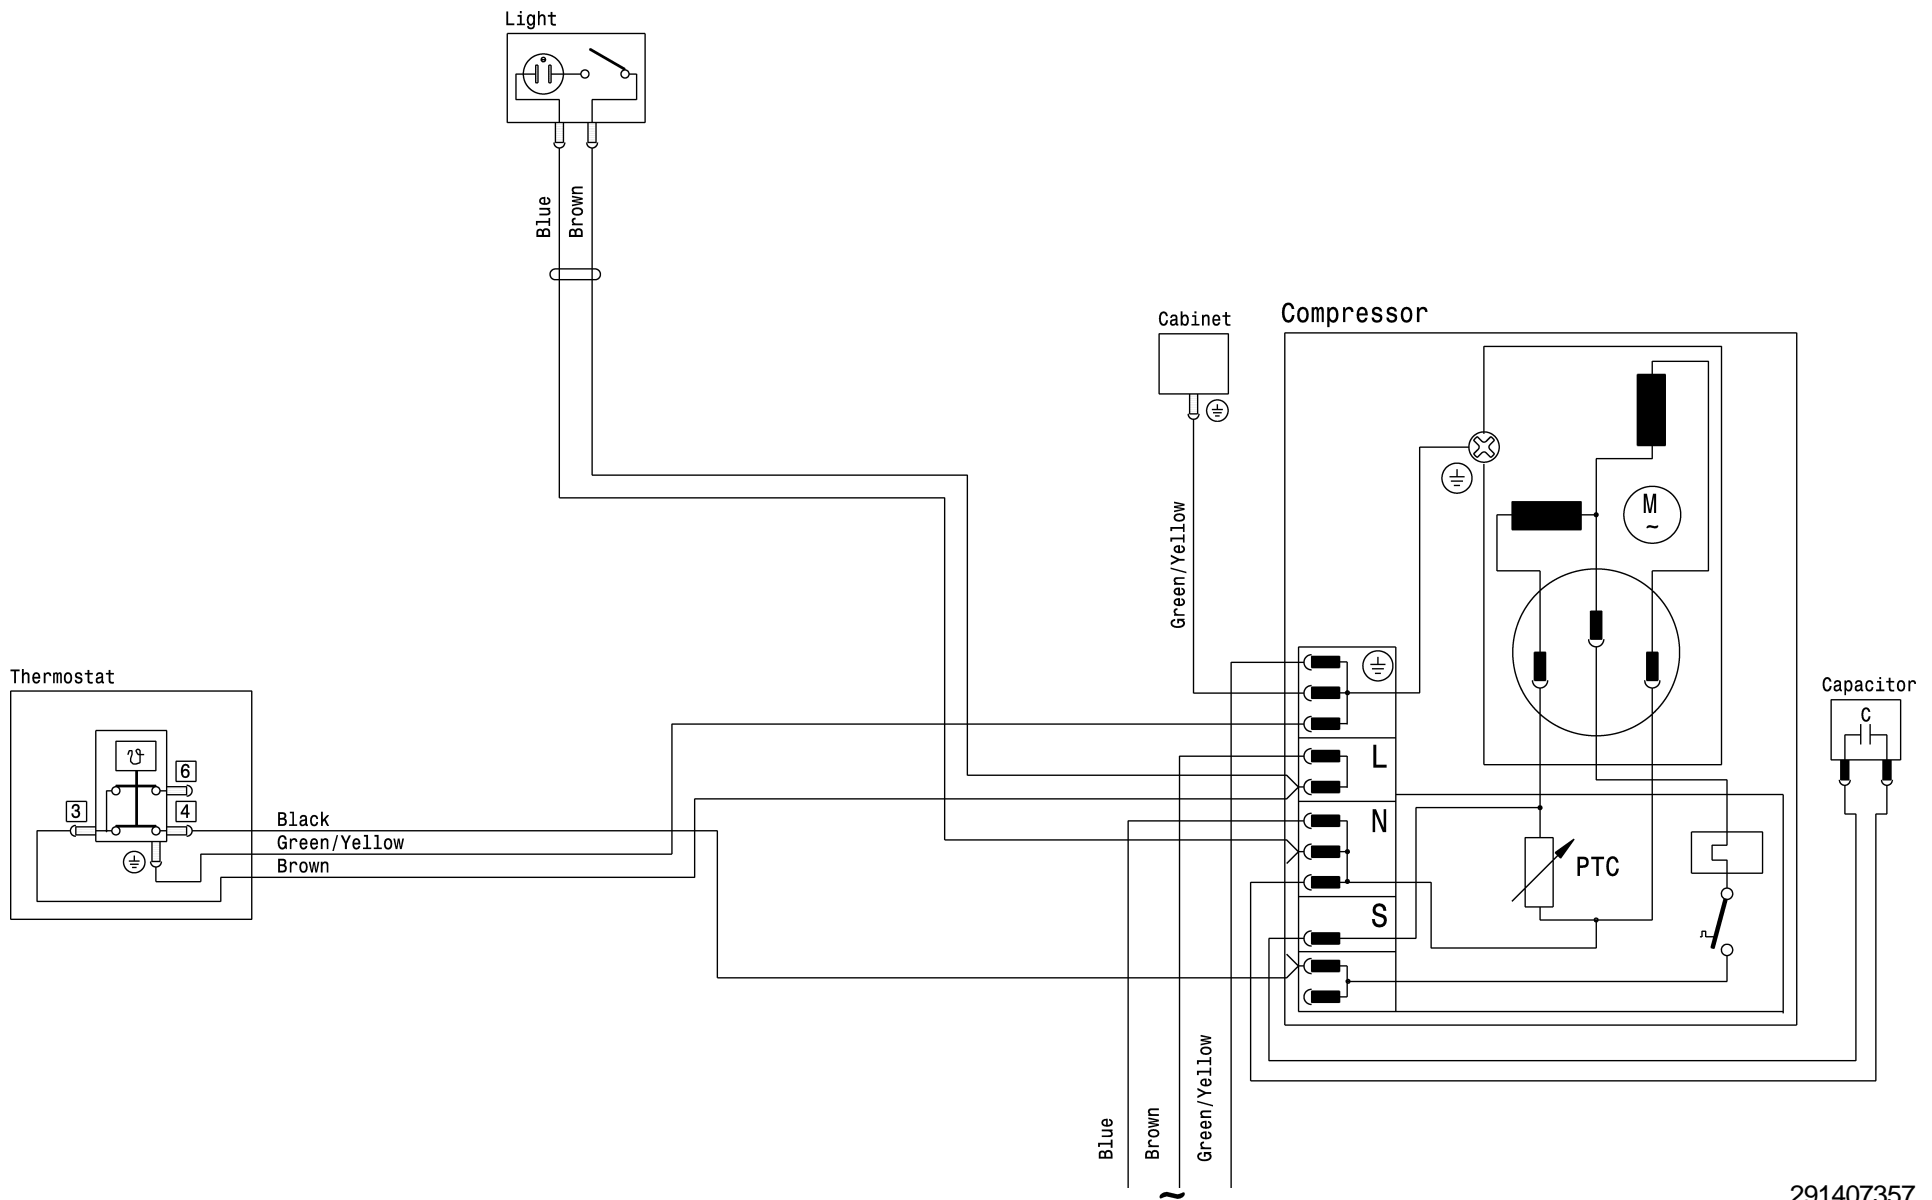 Light
Blue
Brown
Cabinet
Compressor
M
~
Green/Yellow
Thermostat
ϑ
6
3
4
Black
Green/Yellow
Brown
L
N
S
PTC
Capacitor
C
Blue
Brown
Green/Yellow
~
291407357